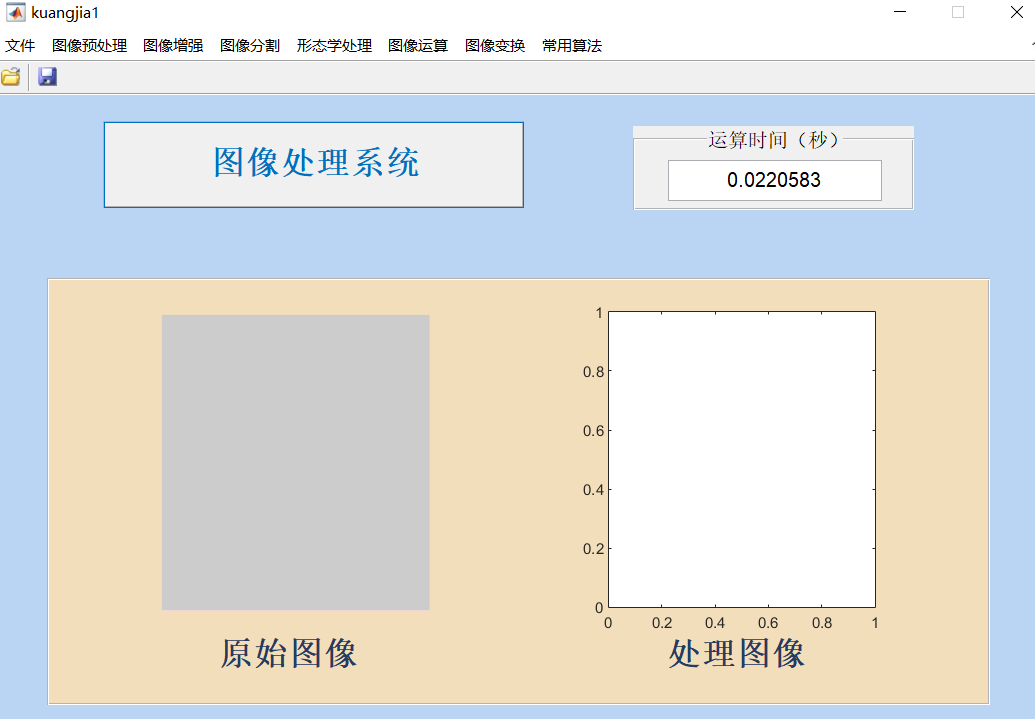 kuangjia1
文件 图像预处理 图像增强 图像分割 形态学处理 图像运算 图像变换 常用算法
图像处理系统
运算时间（秒）
0.0220583
1
0.8
0.6
0.4
0.2
0
0 0.2 0.4 0.6 0.8 1
原始图像 处理图像